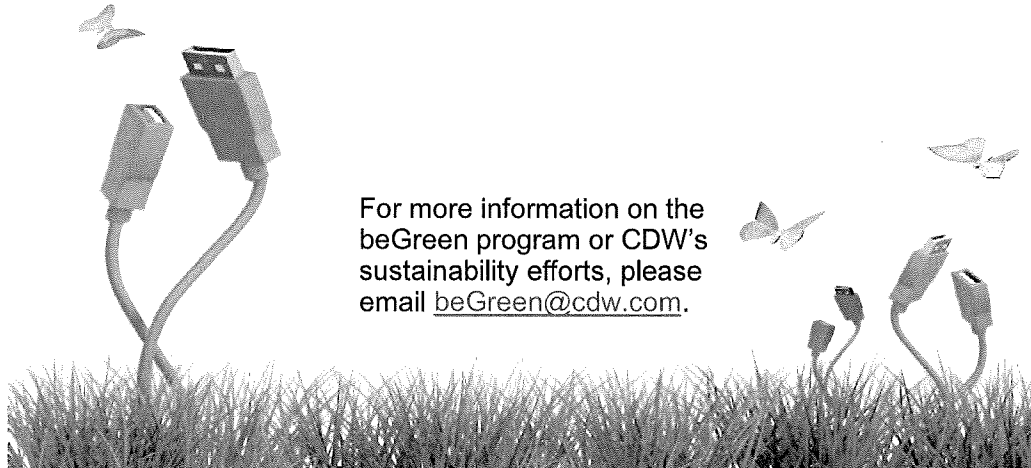 For more information on the
beGreen program or CDW's
sustainability efforts, please
email beGreen@cdw.com.